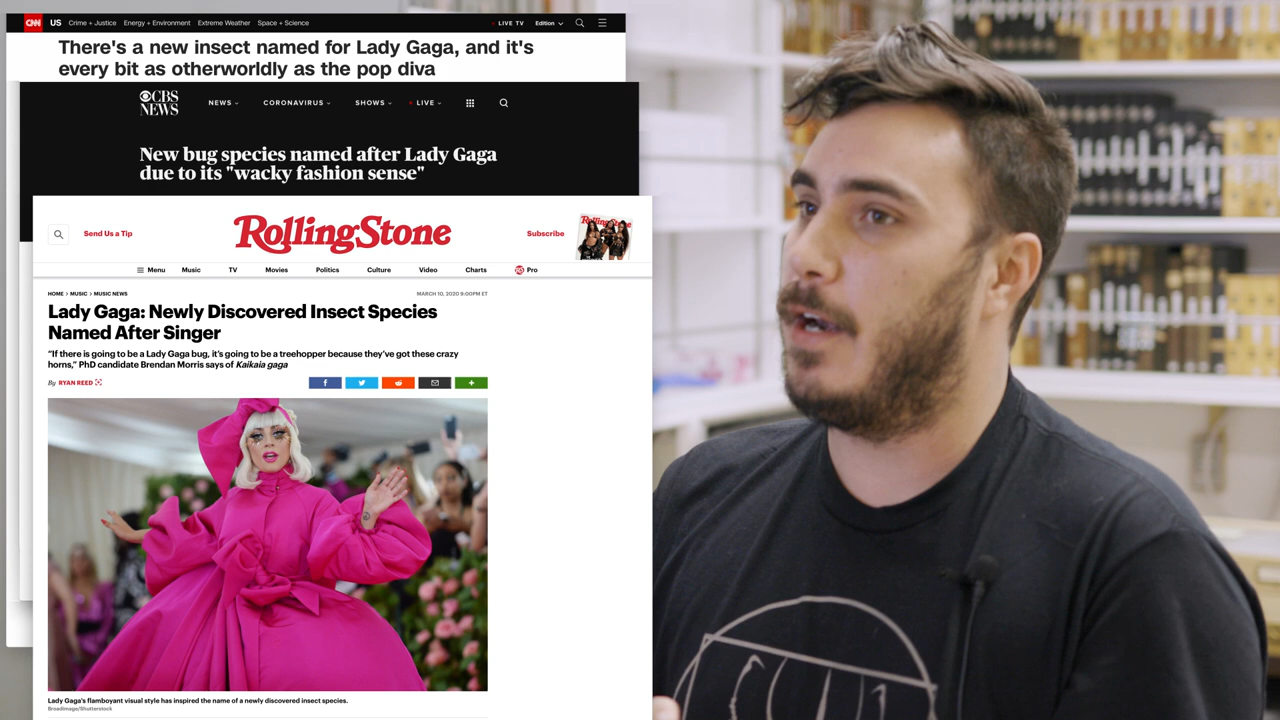 CNN US Crime + Justice Energy + Environment Extreme Weather Space + Science LIVE TV Edition
There's a new insect named for Lady Gaga, and it's
every bit as otherworldly as the pop diva
CBS
NEWS
NEWS CORONAVIRUS SHOWS LIVE
New bug species named after Lady Gaga
due to its "wacky fashion sense"
Send Us a Tip RollingStone Subscribe RollingStone
Menu Music TV Movies Politics Culture Video Charts RS Pro
HOME > MUSIC > MUSIC NEWS MARCH 10, 2020 9:00PM ET
Lady Gaga: Newly Discovered Insect Species
Named After Singer
“If there is going to be a Lady Gaga bug, it’s going to be a treehopper because they’ve got these crazy
horns,” PhD candidate Brendan Morris says of Kaikaia gaga
By RYAN REED
Lady Gaga's flamboyant visual style has inspired the name of a newly discovered insect species.
Broadimage/Shutterstock